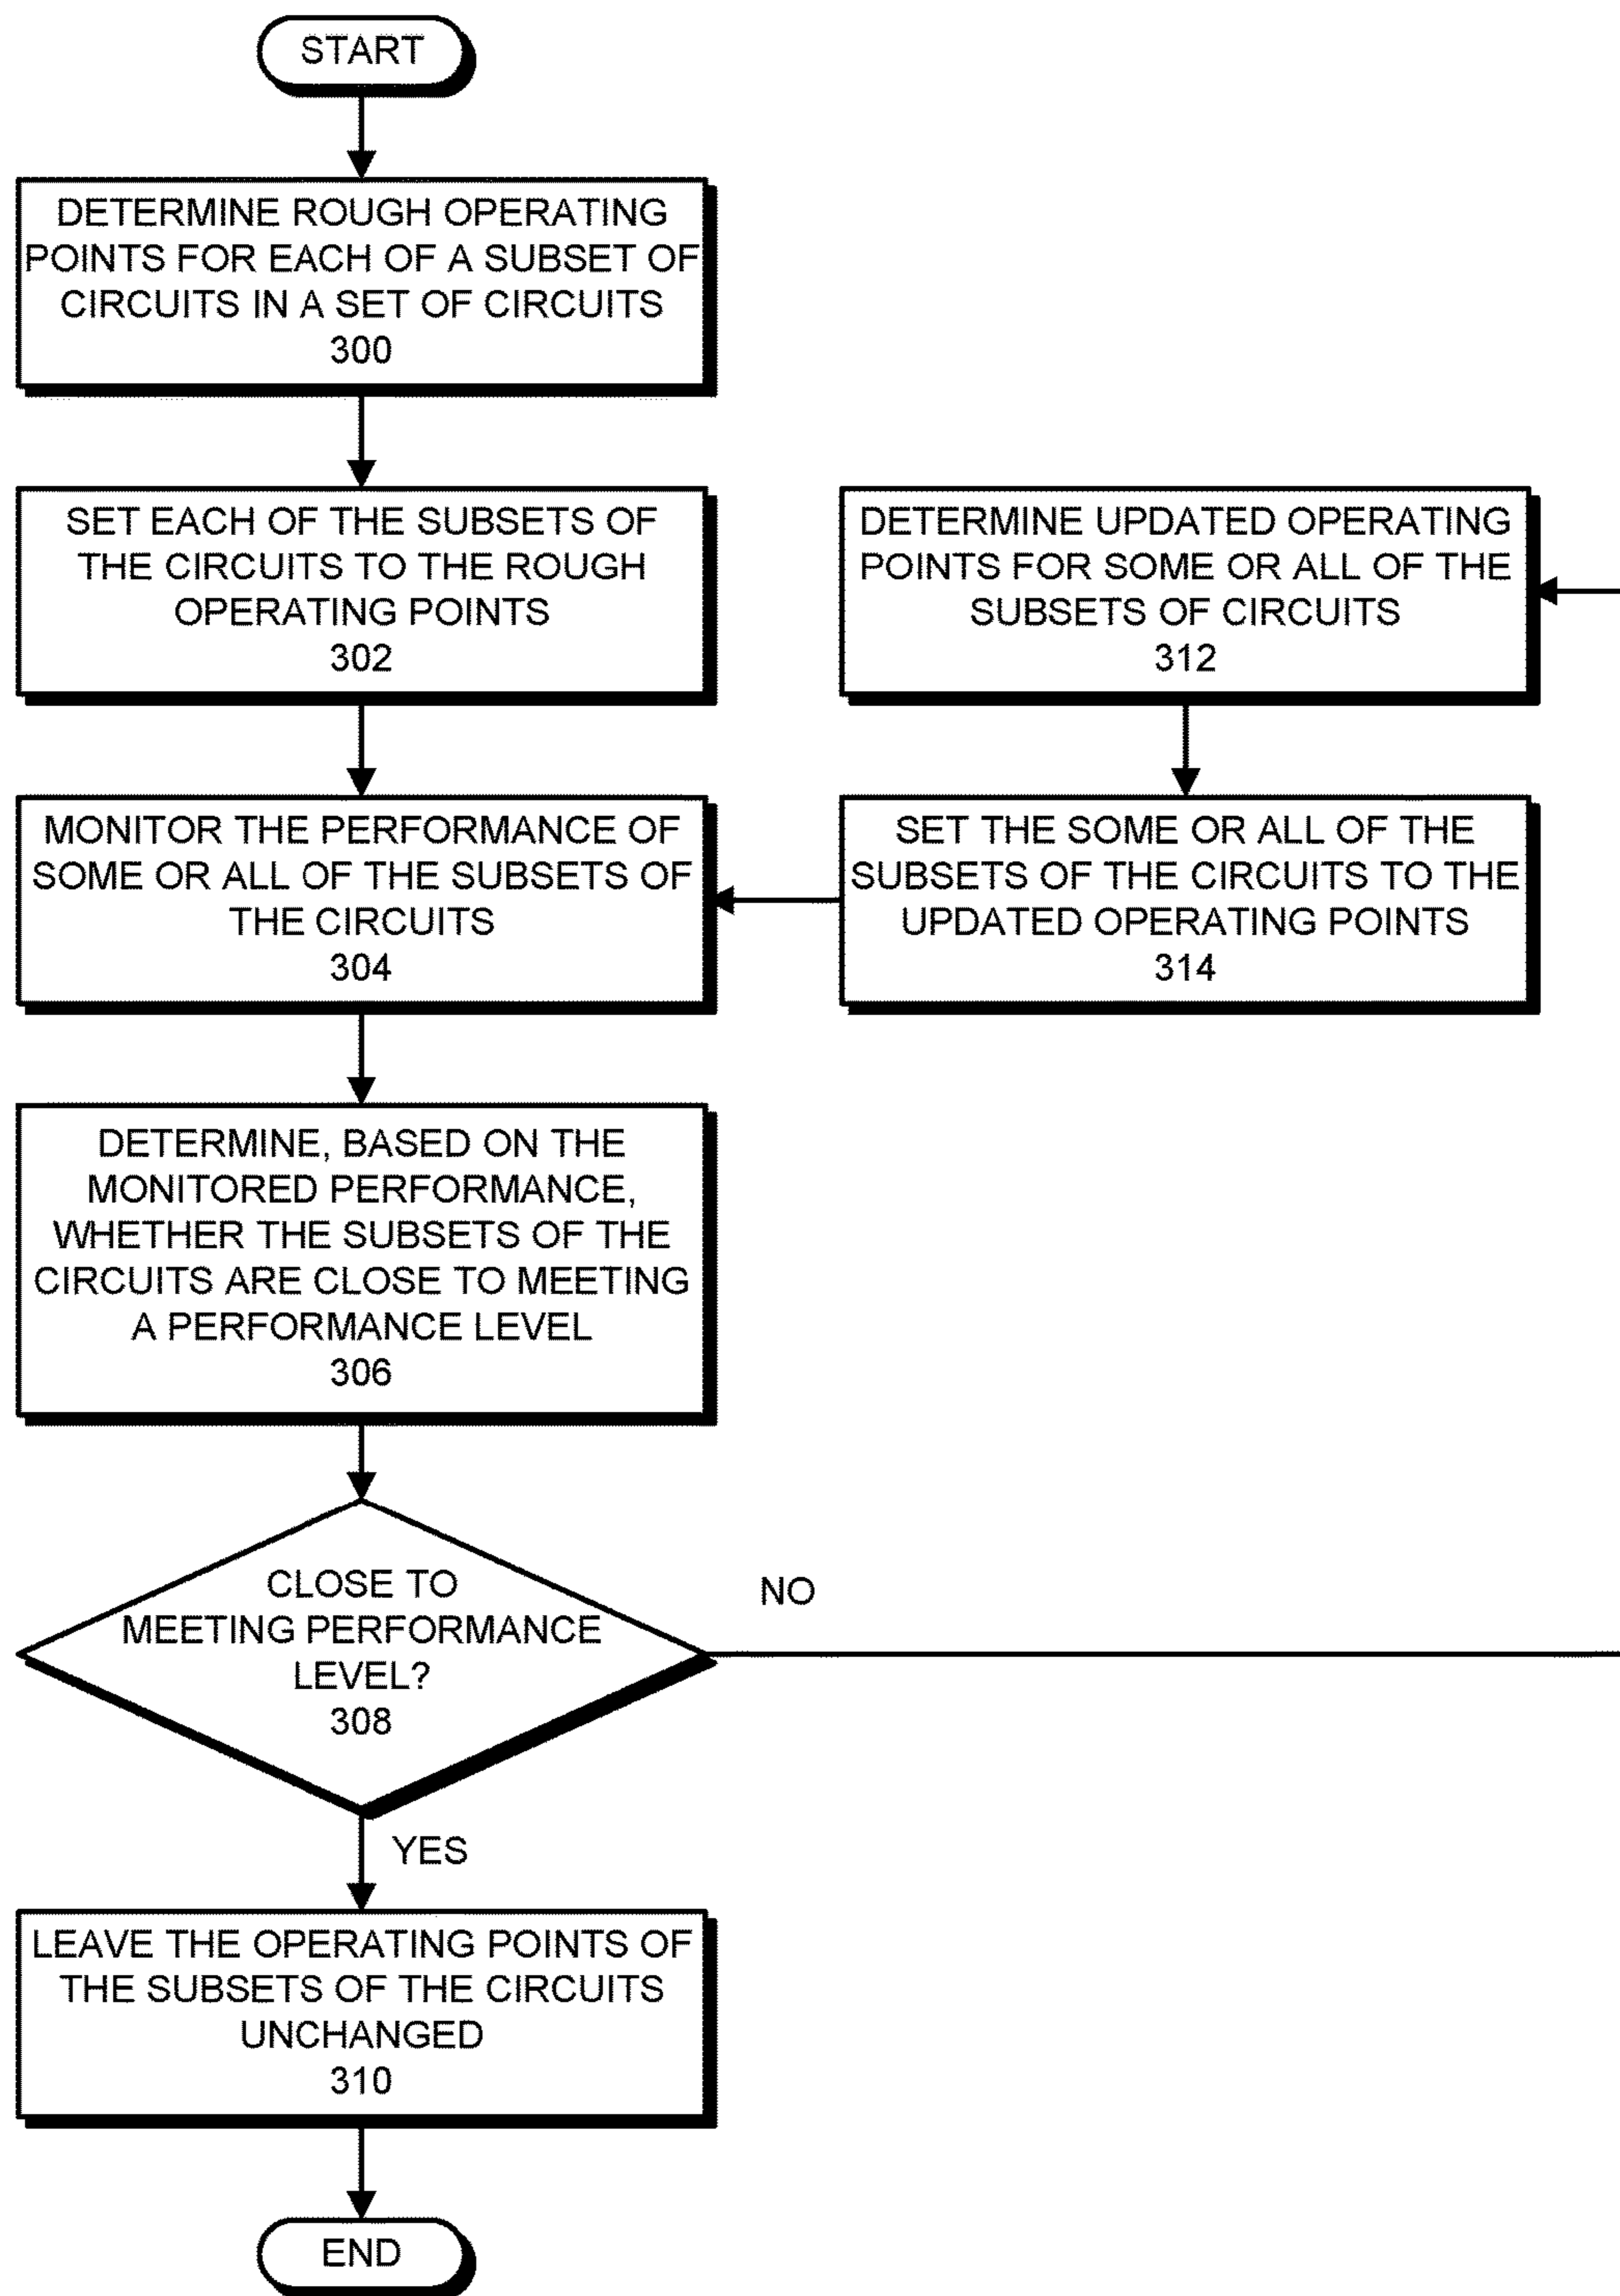 START
DETERMINE ROUGH OPERATING
POINTS FOR EACH OF A SUBSET OF
CIRCUITS IN A SET OF CIRCUITS
300
SET EACH OF THE SUBSETS OF
THE CIRCUITS TO THE ROUGH
OPERATING POINTS
302
DETERMINE UPDATED OPERATING
POINTS FOR SOME OR ALL OF THE
SUBSETS OF CIRCUITS
312
MONITOR THE PERFORMANCE OF
SOME OR ALL OF THE SUBSETS OF
THE CIRCUITS
304
SET THE SOME OR ALL OF THE
SUBSETS OF THE CIRCUITS TO THE
UPDATED OPERATING POINTS
314
DETERMINE, BASED ON THE
MONITORED PERFORMANCE,
WHETHER THE SUBSETS OF THE
CIRCUITS ARE CLOSE TO MEETING
A PERFORMANCE LEVEL
306
CLOSE TO
MEETING PERFORMANCE
LEVEL?
308
NO
YES
LEAVE THE OPERATING POINTS OF
THE SUBSETS OF THE CIRCUITS
UNCHANGED
310
END